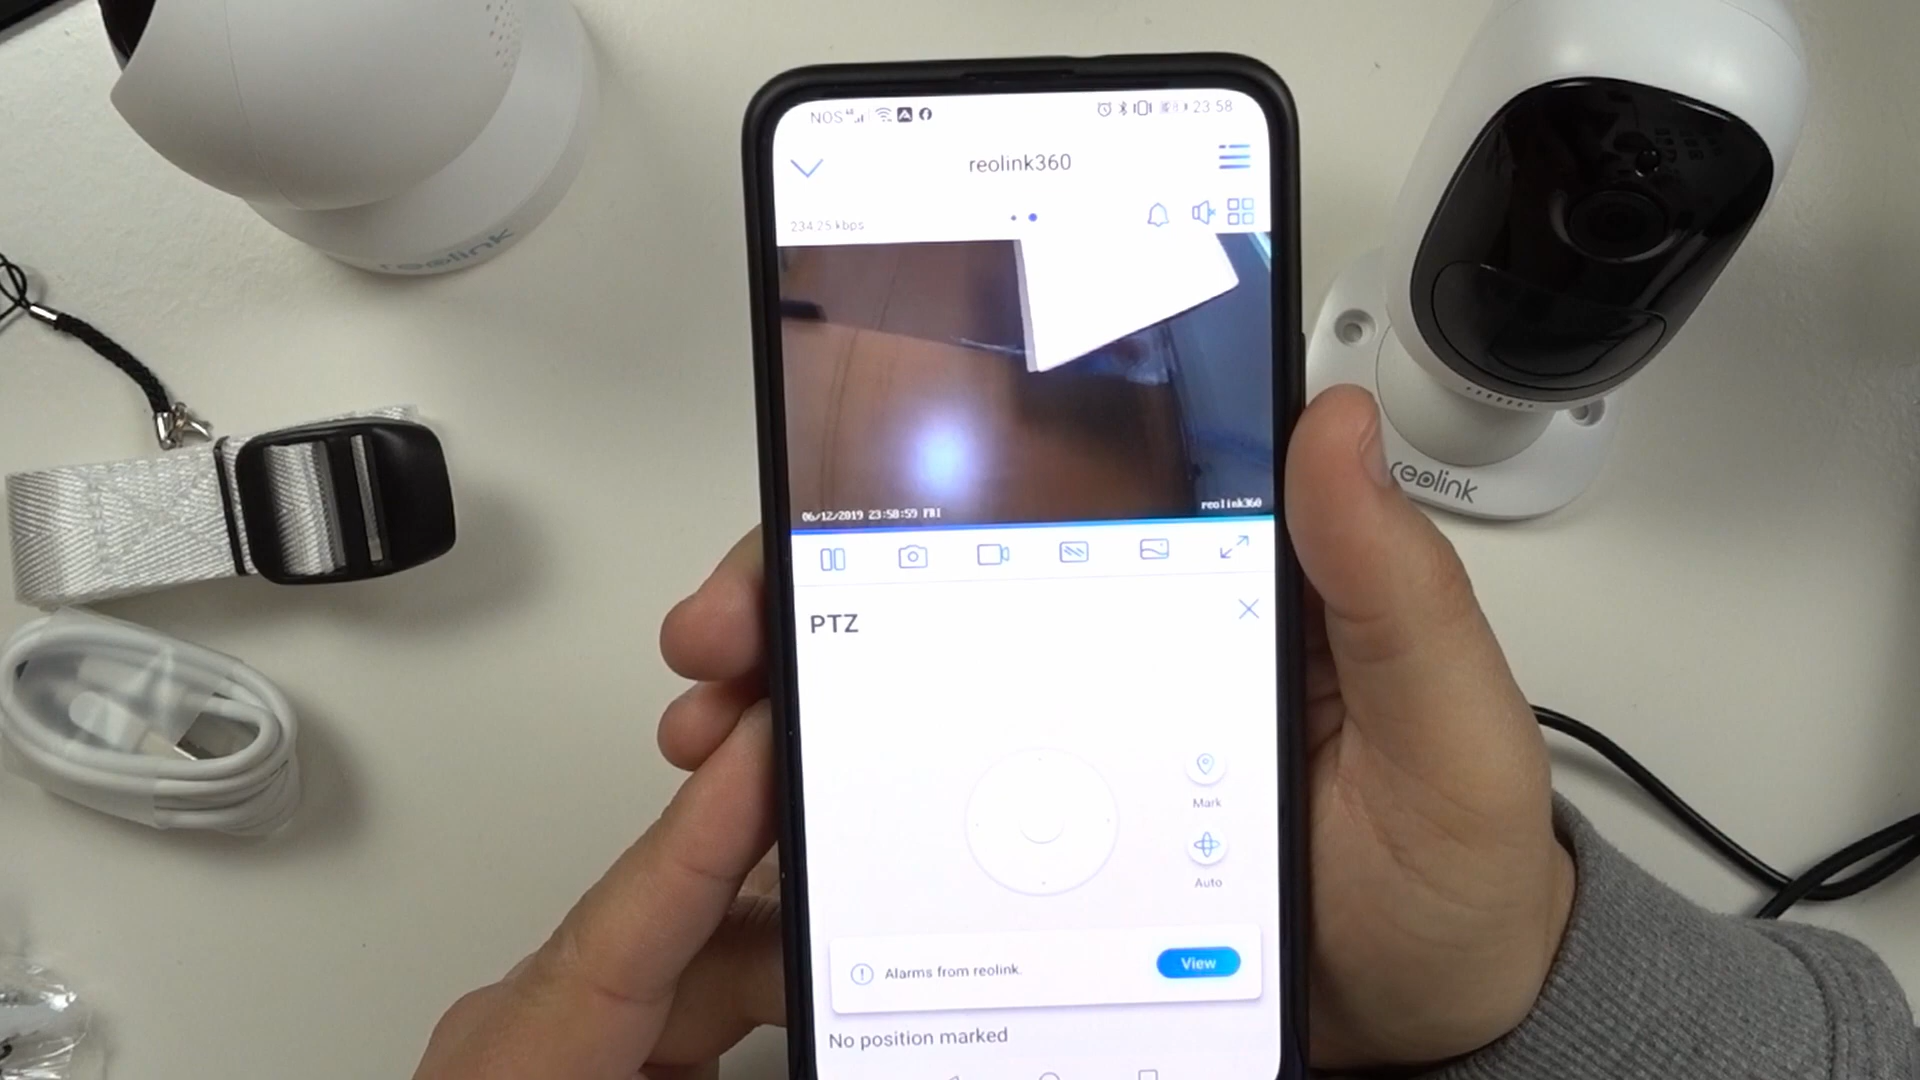 reolink
NOS
23:58
reolink360
234.25 kbps
06/12/2019 23:58:59 FRI
reolink360
PTZ
Mark
Auto
Alarms from reolink.
View
No position marked
reolink